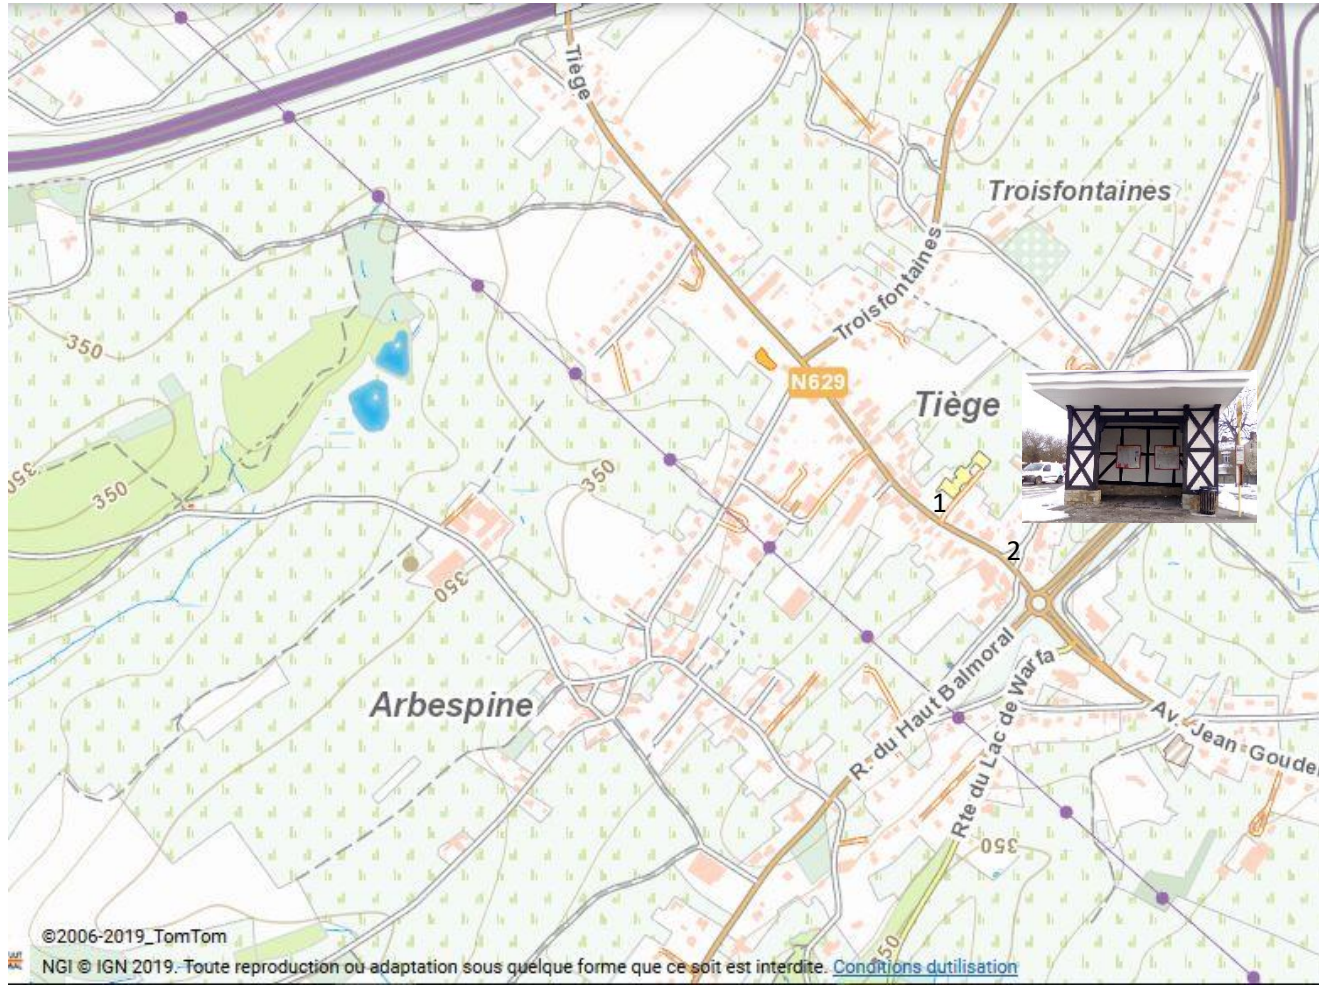 Tiège
Troisfontaines
Troisfontaines
350
N629
Tiège
350
350
350
1
2
350
Arbespine
R. du Haut Balmoral
Rte du Lac de Warfa
Av. Jean Goude
350
350
©2006-2019_TomTom
NGI © IGN 2019. Toute reproduction ou adaptation sous quelque forme que ce soit est interdite. Conditions dutilisation